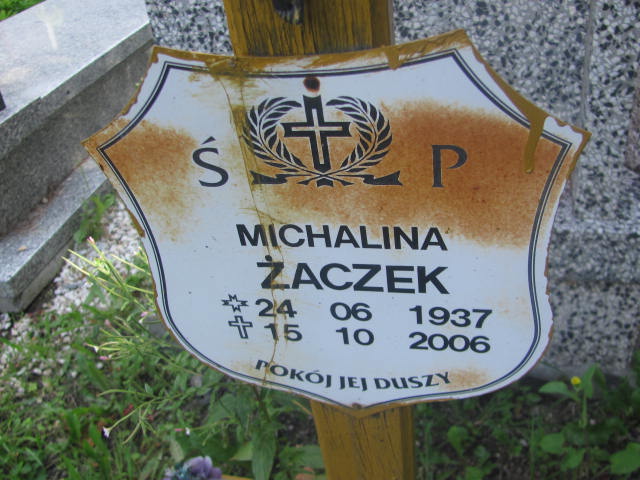 Ś P
MICHALINA
ŻACZEK
24 06 1937
15 10 2006
POKÓJ JEJ DUSZY